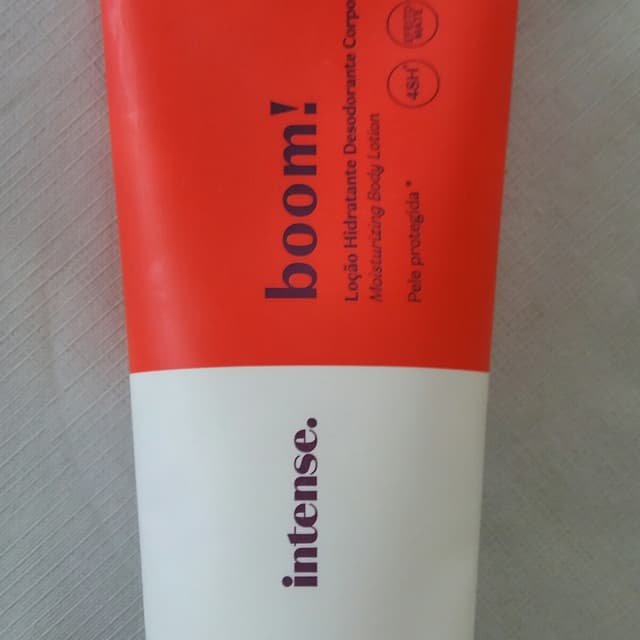 boom!
Loção Hidratante Desodorante Corpo
Moisturizing Body Lotion
Pele protegida*
48H*
intense.